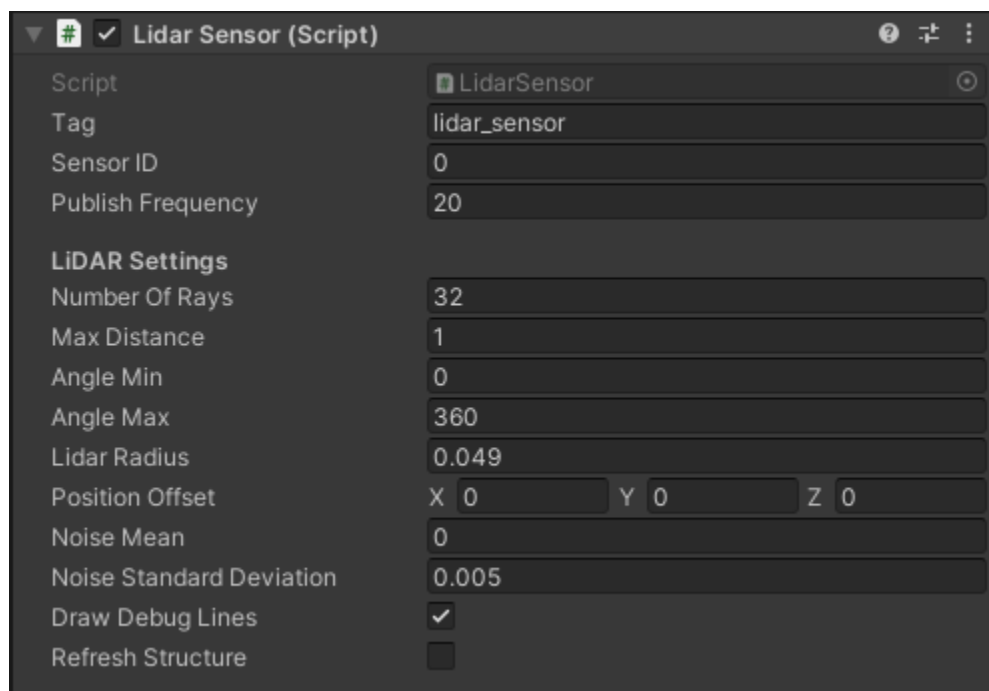 Lidar Sensor (Script)
Script LidarSensor
Tag lidar_sensor
Sensor ID 0
Publish Frequency 20
LiDAR Settings
Number Of Rays 32
Max Distance 1
Angle Min 0
Angle Max 360
Lidar Radius 0.049
Position Offset X 0 Y 0 Z 0
Noise Mean 0
Noise Standard Deviation 0.005
Draw Debug Lines
Refresh Structure